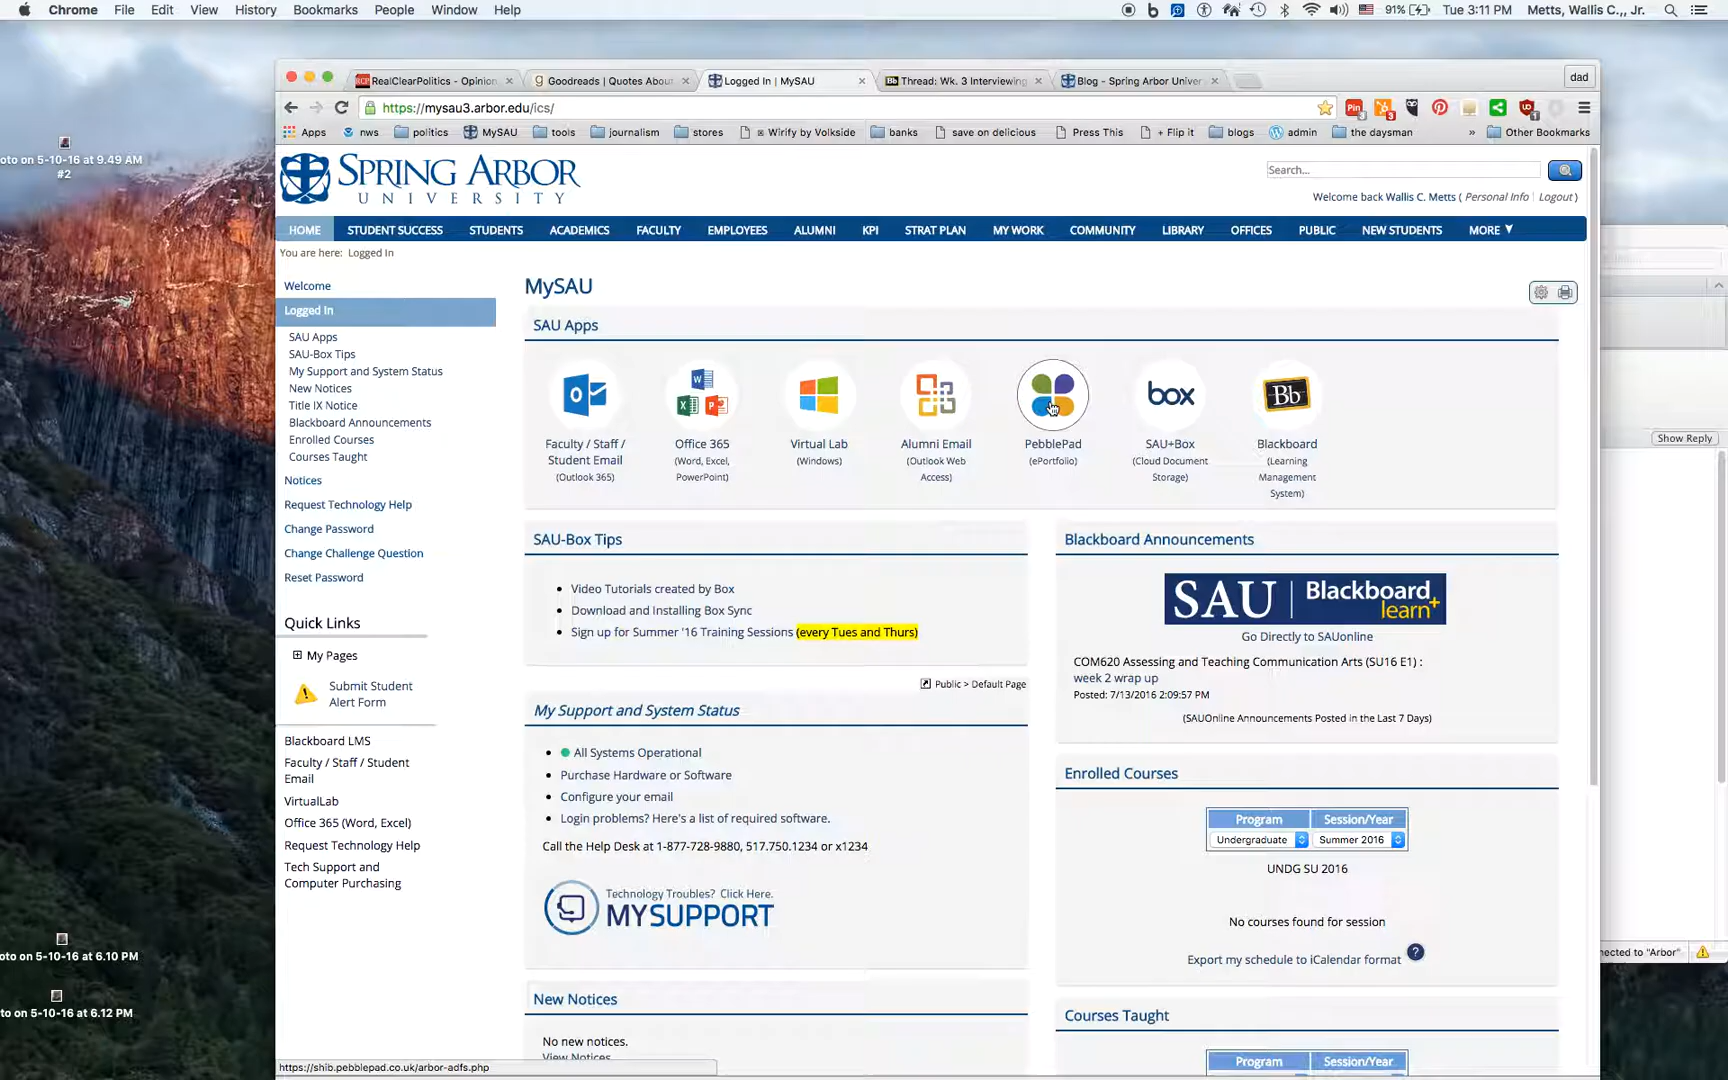 Chrome File Edit View History Bookmarks People Window Help
91% Tue 3:11 PM Metts, Wallis C.,, Jr.
RealClearPolitics - Opinion,
Goodreads | Quotes About
Logged In | MySAU
Thread: Wk. 3 Interviewing
Blog - Spring Arbor Univer
dad
https://mysau3.arbor.edu/ics/
Apps nws politics MySAU tools journalism stores Wirify by Volkside banks save on delicious Press This + Flip it blogs admin the daysman » Other Bookmarks
oto on 5-10-16 at 9.49 AM
#2
SPRING ARBOR
UNIVERSITY
Search...
Welcome back Wallis C. Metts ( Personal Info | Logout )
HOME STUDENT SUCCESS STUDENTS ACADEMICS FACULTY EMPLOYEES ALUMNI KPI STRAT PLAN MY WORK COMMUNITY LIBRARY OFFICES PUBLIC NEW STUDENTS MORE
You are here: Logged In
Welcome
Logged In
SAU Apps
SAU-Box Tips
My Support and System Status
New Notices
Title IX Notice
Blackboard Announcements
Enrolled Courses
Courses Taught
Notices
Request Technology Help
Change Password
Change Challenge Question
Reset Password
Quick Links
My Pages
Submit Student
Alert Form
Blackboard LMS
Faculty / Staff / Student
Email
VirtualLab
Office 365 (Word, Excel)
Request Technology Help
Tech Support and
Computer Purchasing
MySAU
SAU Apps
Faculty / Staff /
Student Email
(Outlook 365)
Office 365
(Word, Excel,
PowerPoint)
Virtual Lab
(Windows)
Alumni Email
(Outlook Web
Access)
PebblePad
(ePortfolio)
box
SAU+Box
(Cloud Document
Storage)
Bb
Blackboard
(Learning
Management
System)
SAU-Box Tips
Video Tutorials created by Box
Download and Installing Box Sync
Sign up for Summer '16 Training Sessions (every Tues and Thurs)
Public > Default Page
My Support and System Status
All Systems Operational
Purchase Hardware or Software
Configure your email
Login problems? Here's a list of required software.
Call the Help Desk at 1-877-728-9880, 517.750.1234 or x1234
Technology Troubles? Click Here.
MYSUPPORT
New Notices
No new notices.
View Notices
Blackboard Announcements
SAU | Blackboard
learn+
Go Directly to SAUonline
COM620 Assessing and Teaching Communication Arts (SU16 E1) :
week 2 wrap up
Posted: 7/13/2016 2:09:57 PM
(SAUOnline Announcements Posted in the Last 7 Days)
Enrolled Courses
Program Session/Year
Undergraduate Summer 2016
UNDG SU 2016
No courses found for session
Export my schedule to iCalendar format ?
Courses Taught
Program Session/Year
Show Reply
nected to "Arbor"
oto on 5-10-16 at 6.10 PM
to on 5-10-16 at 6.12 PM
https://shib.pebblepad.co.uk/arbor-adfs.php